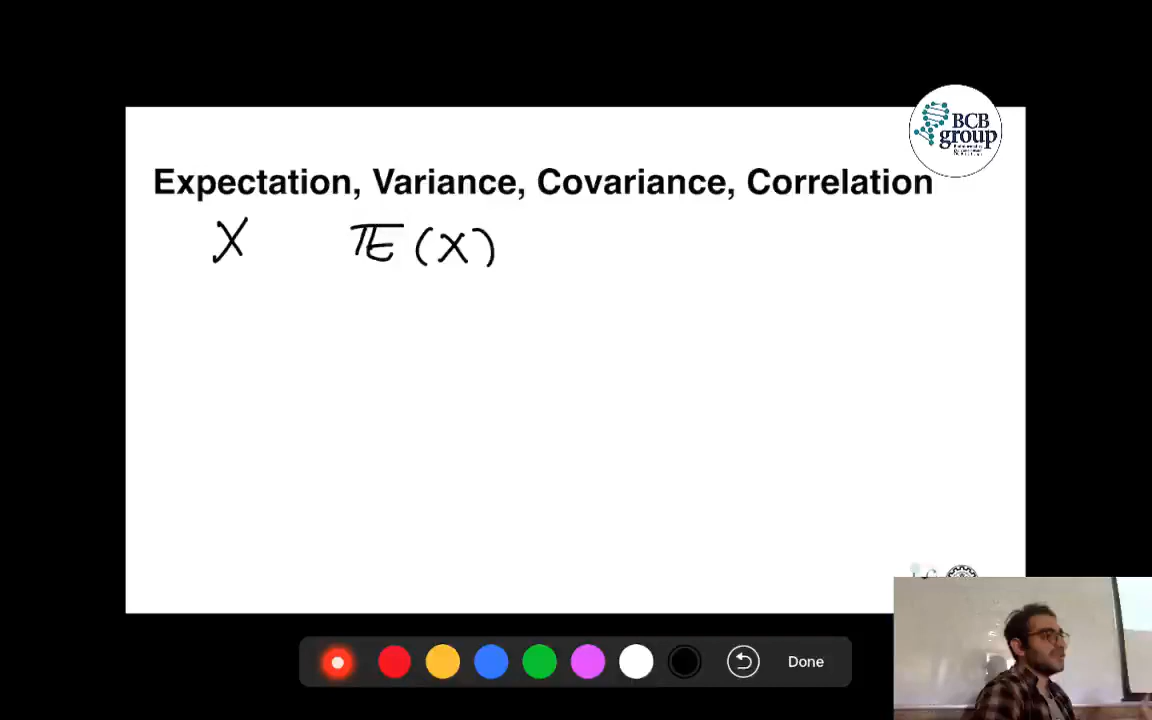 BCB
group
Expectation, Variance, Covariance, Correlation
X 𝔼(X)
Done